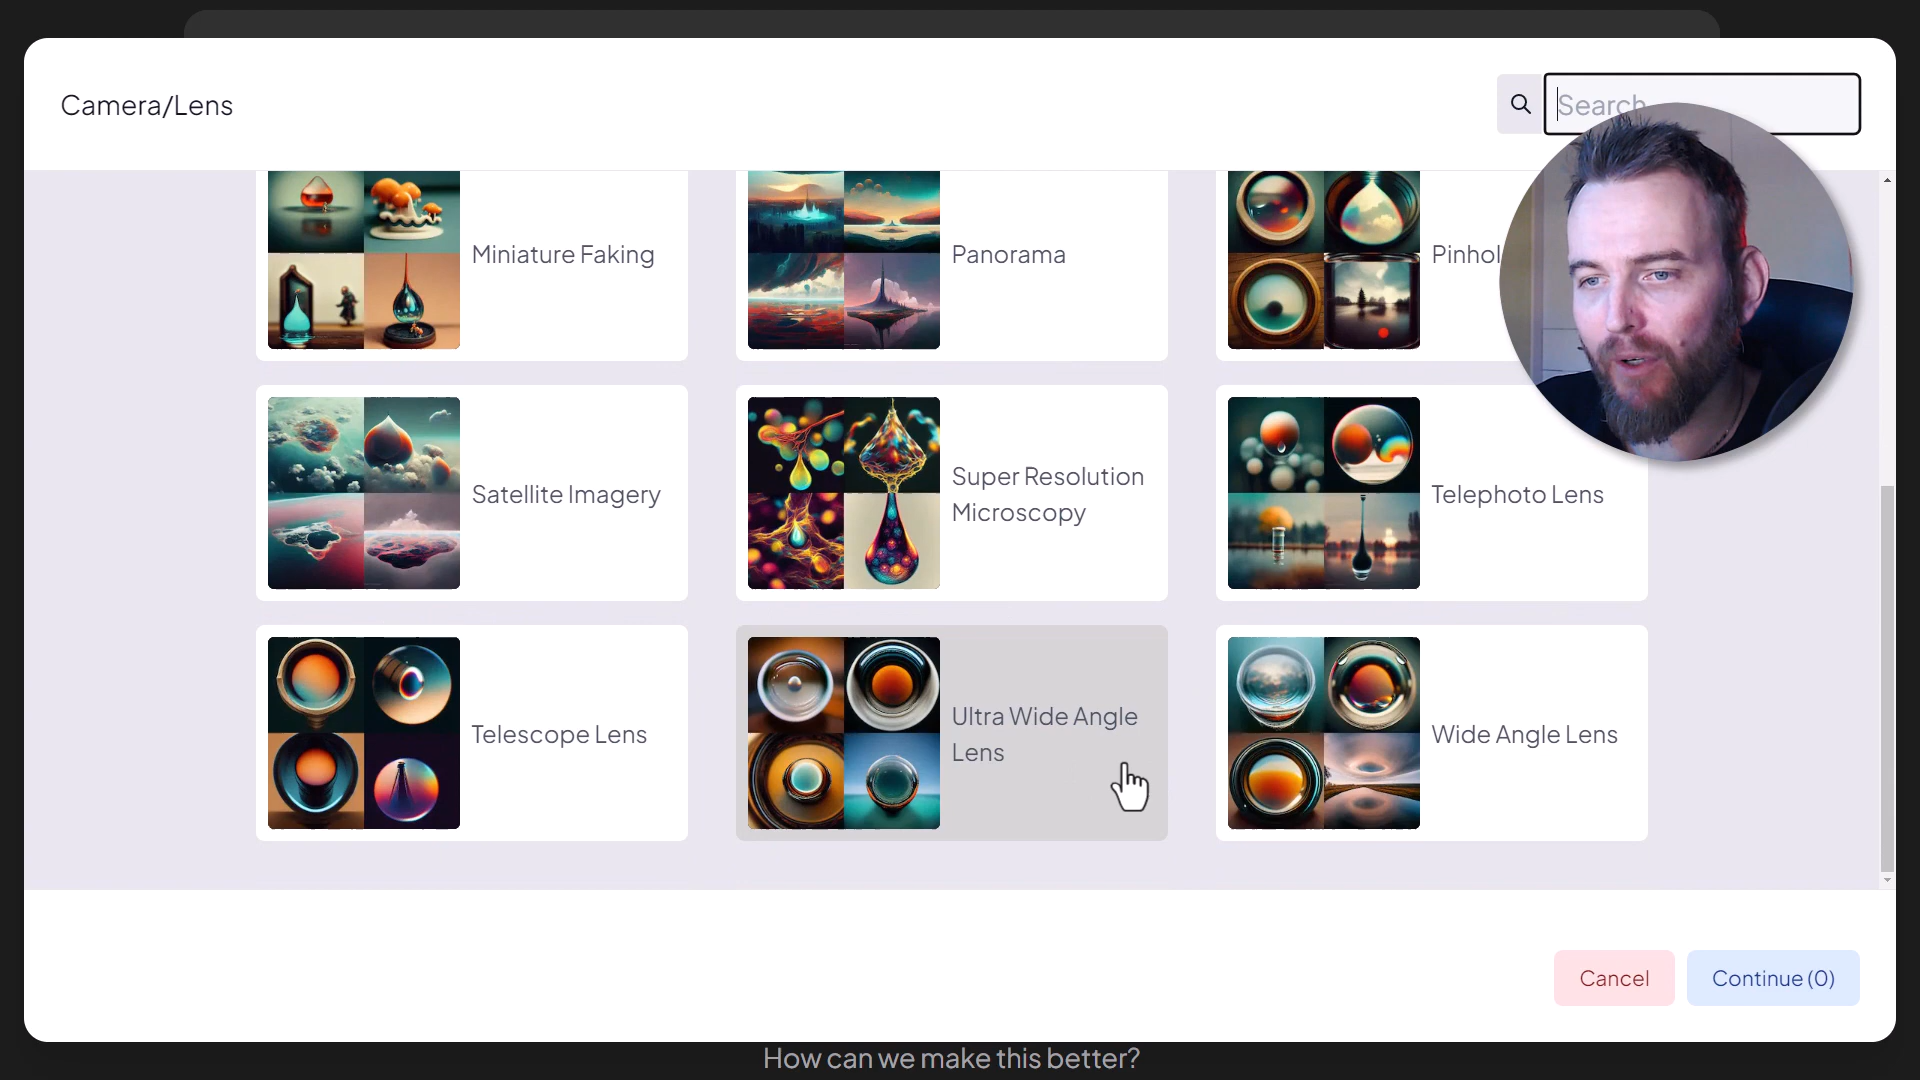 Camera/Lens
Search
Miniature Faking
Panorama
Pinhol
Satellite Imagery
Super Resolution
Microscopy
Telephoto Lens
Telescope Lens
Ultra Wide Angle
Lens
Wide Angle Lens
Cancel
Continue (0)
How can we make this better?